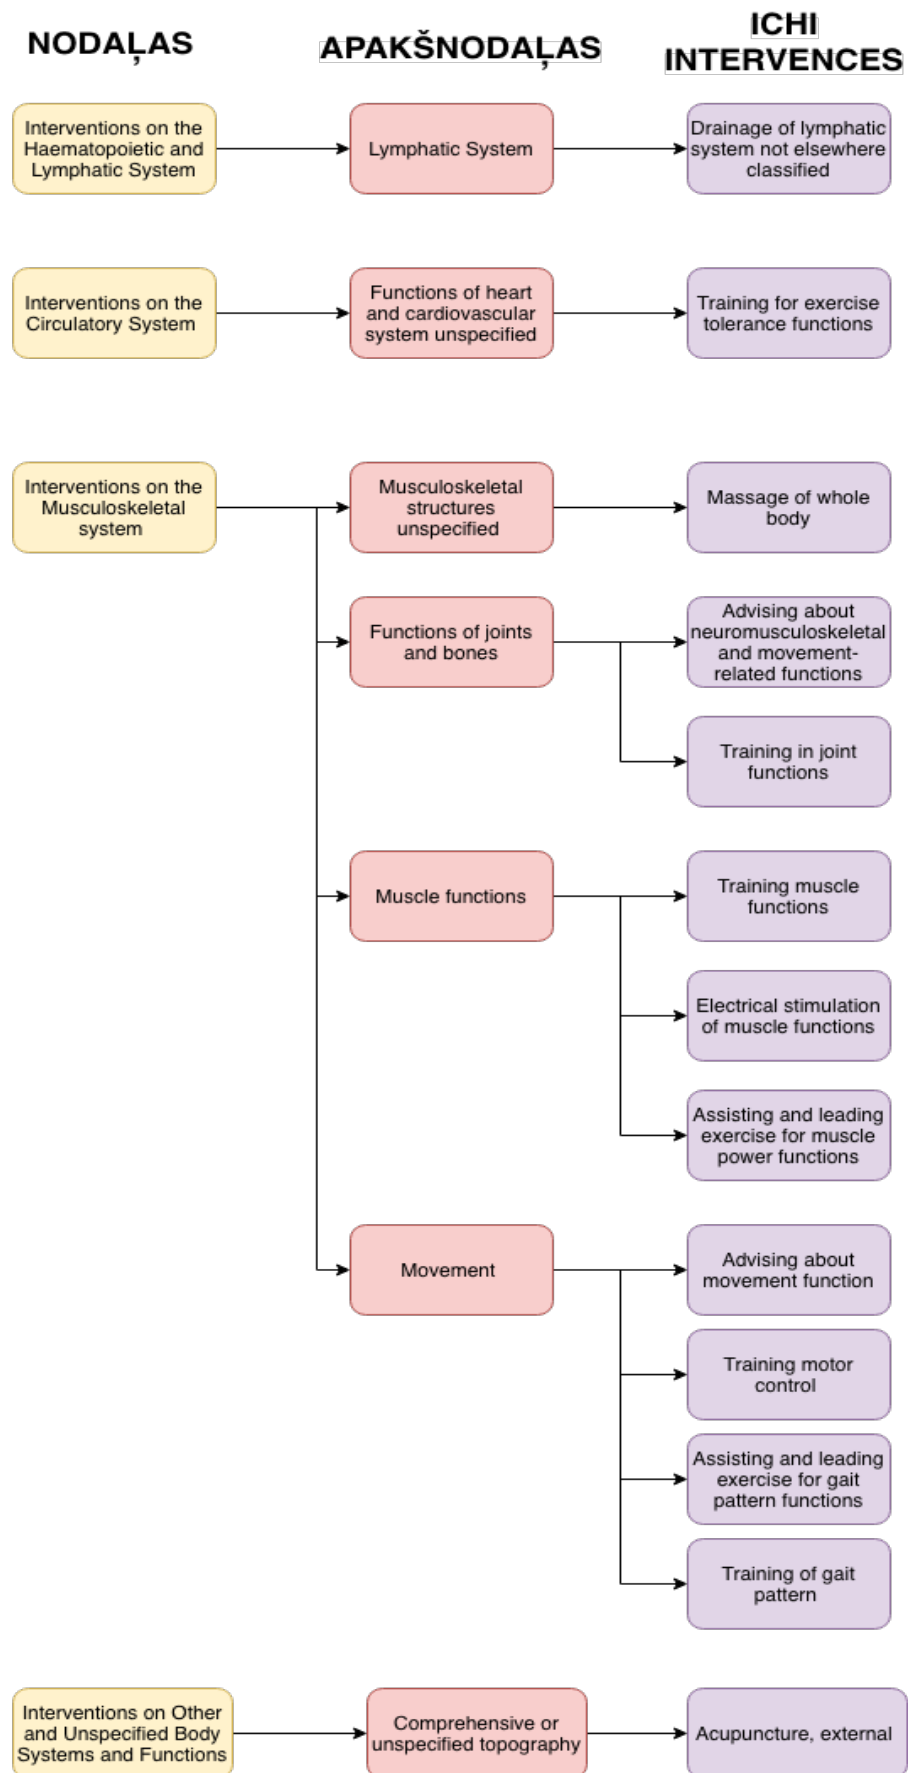 NODAĻAS
APAKŠNODAĻAS
ICHI
INTERVENCES
Interventions on the
Haematopoietic and
Lymphatic System
Lymphatic System
Drainage of lymphatic
system not elsewhere
classified
Interventions on the
Circulatory System
Functions of heart
and cardiovascular
system unspecified
Training for exercise
tolerance functions
Interventions on the
Musculoskeletal
system
Musculoskeletal
structures
unspecified
Massage of whole
body
Functions of joints
and bones
Advising about
neuromusculoskeletal
and movement-
related functions
Training in joint
functions
Muscle functions
Training muscle
functions
Electrical stimulation
of muscle functions
Assisting and leading
exercise for muscle
power functions
Movement
Advising about
movement function
Training motor
control
Assisting and leading
exercise for gait
pattern functions
Training of gait
pattern
Interventions on Other
and Unspecified Body
Systems and Functions
Comprehensive or
unspecified topography
Acupuncture, external